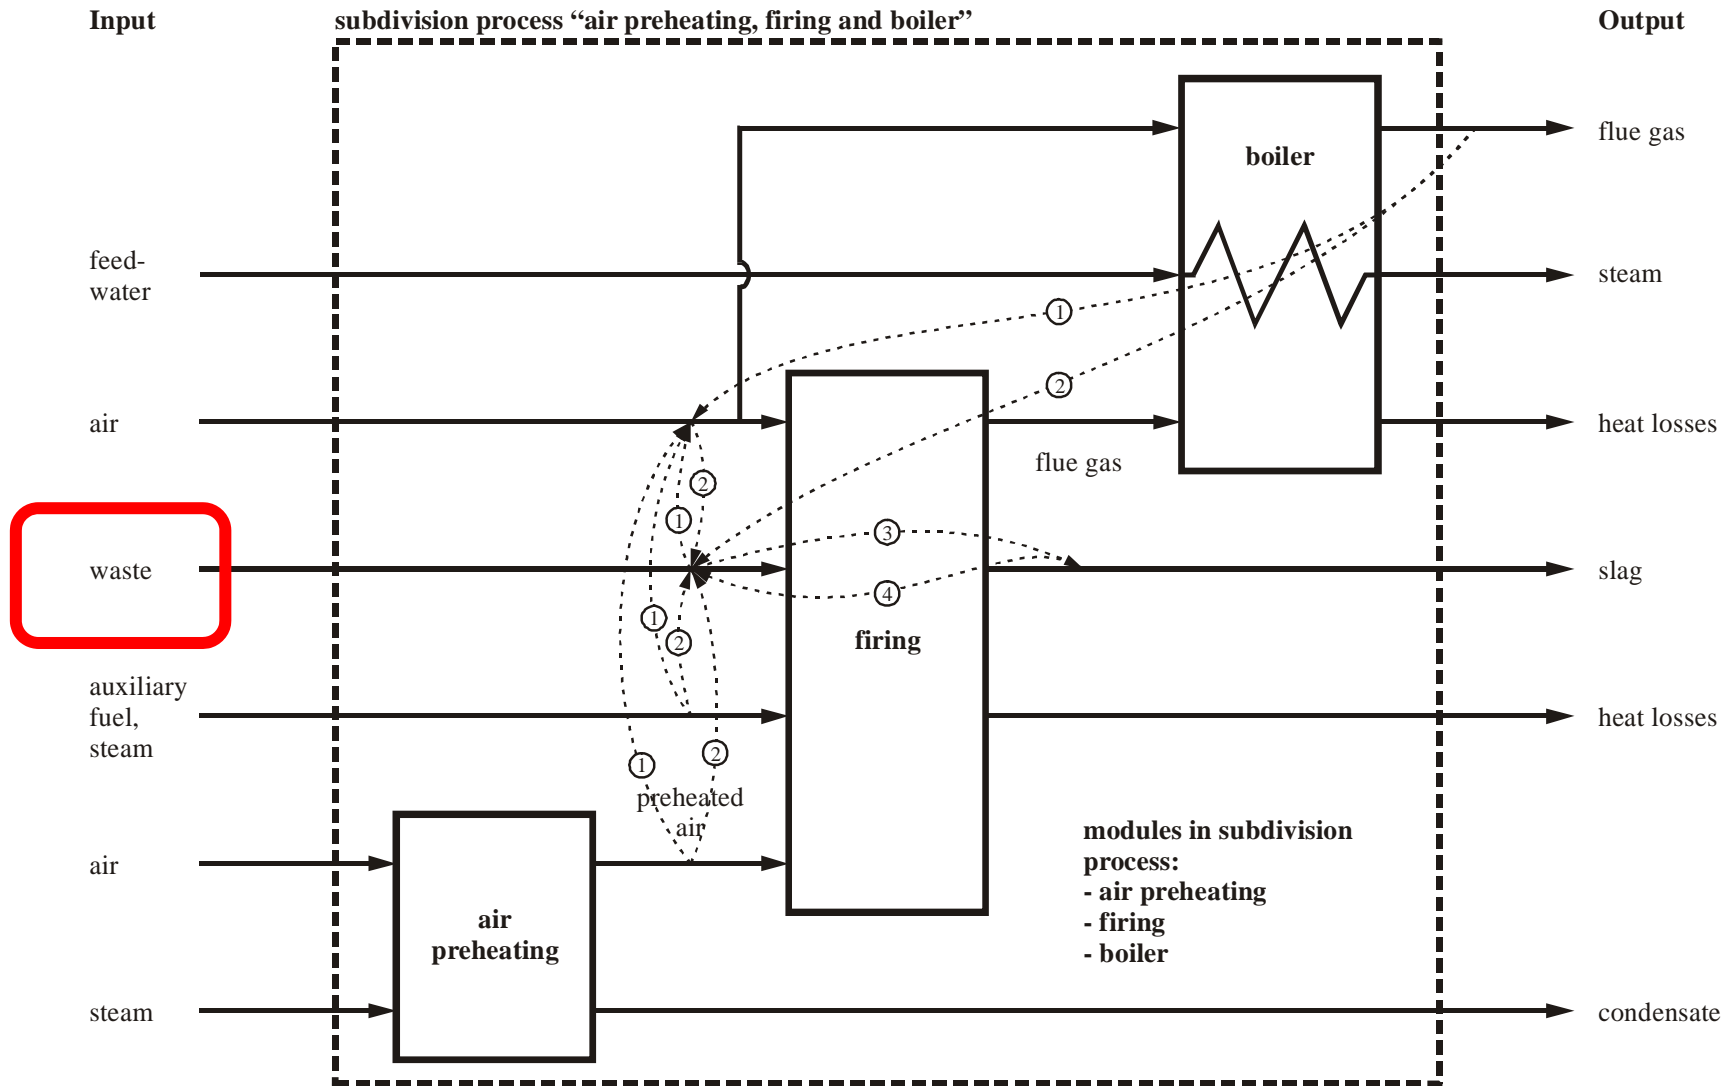 Input
subdivision process “air preheating, firing and boiler”
Output
flue gas
boiler
feed-
water
steam
1
2
air
heat losses
flue gas
2
1
3
waste
slag
4
1
2
firing
auxiliary
fuel,
steam
heat losses
2
1
preheated
air
modules in subdivision
process:
- air preheating
- firing
- boiler
air
air
preheating
steam
condensate